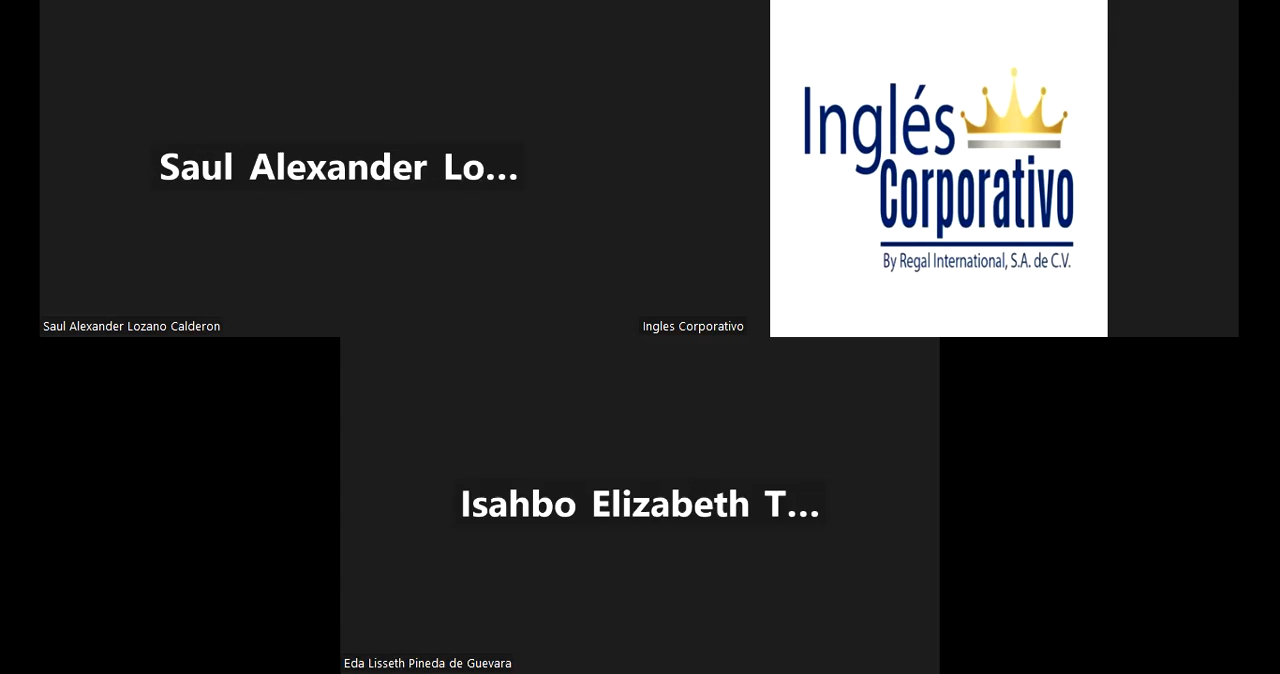 Saul Alexander Lo...
Saul Alexander Lozano Calderon
Inglés
Corporativo
By Regal International, S.A. de C.V.
Ingles Corporativo
Isahbo Elizabeth T...
Eda Lisseth Pineda de Guevara